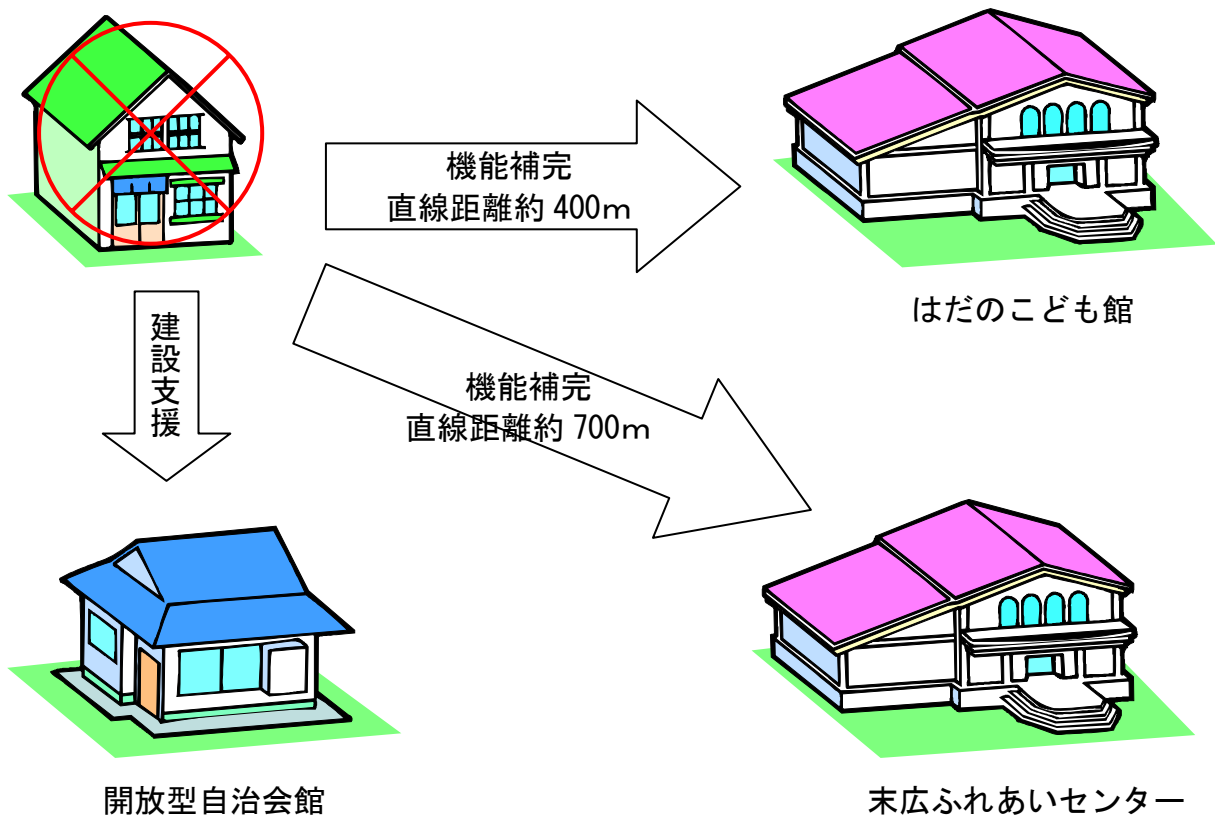 機能補完
直線距離約 400m
はだのこども館
建設支援
機能補完
直線距離約 700m
開放型自治会館
末広ふれあいセンター